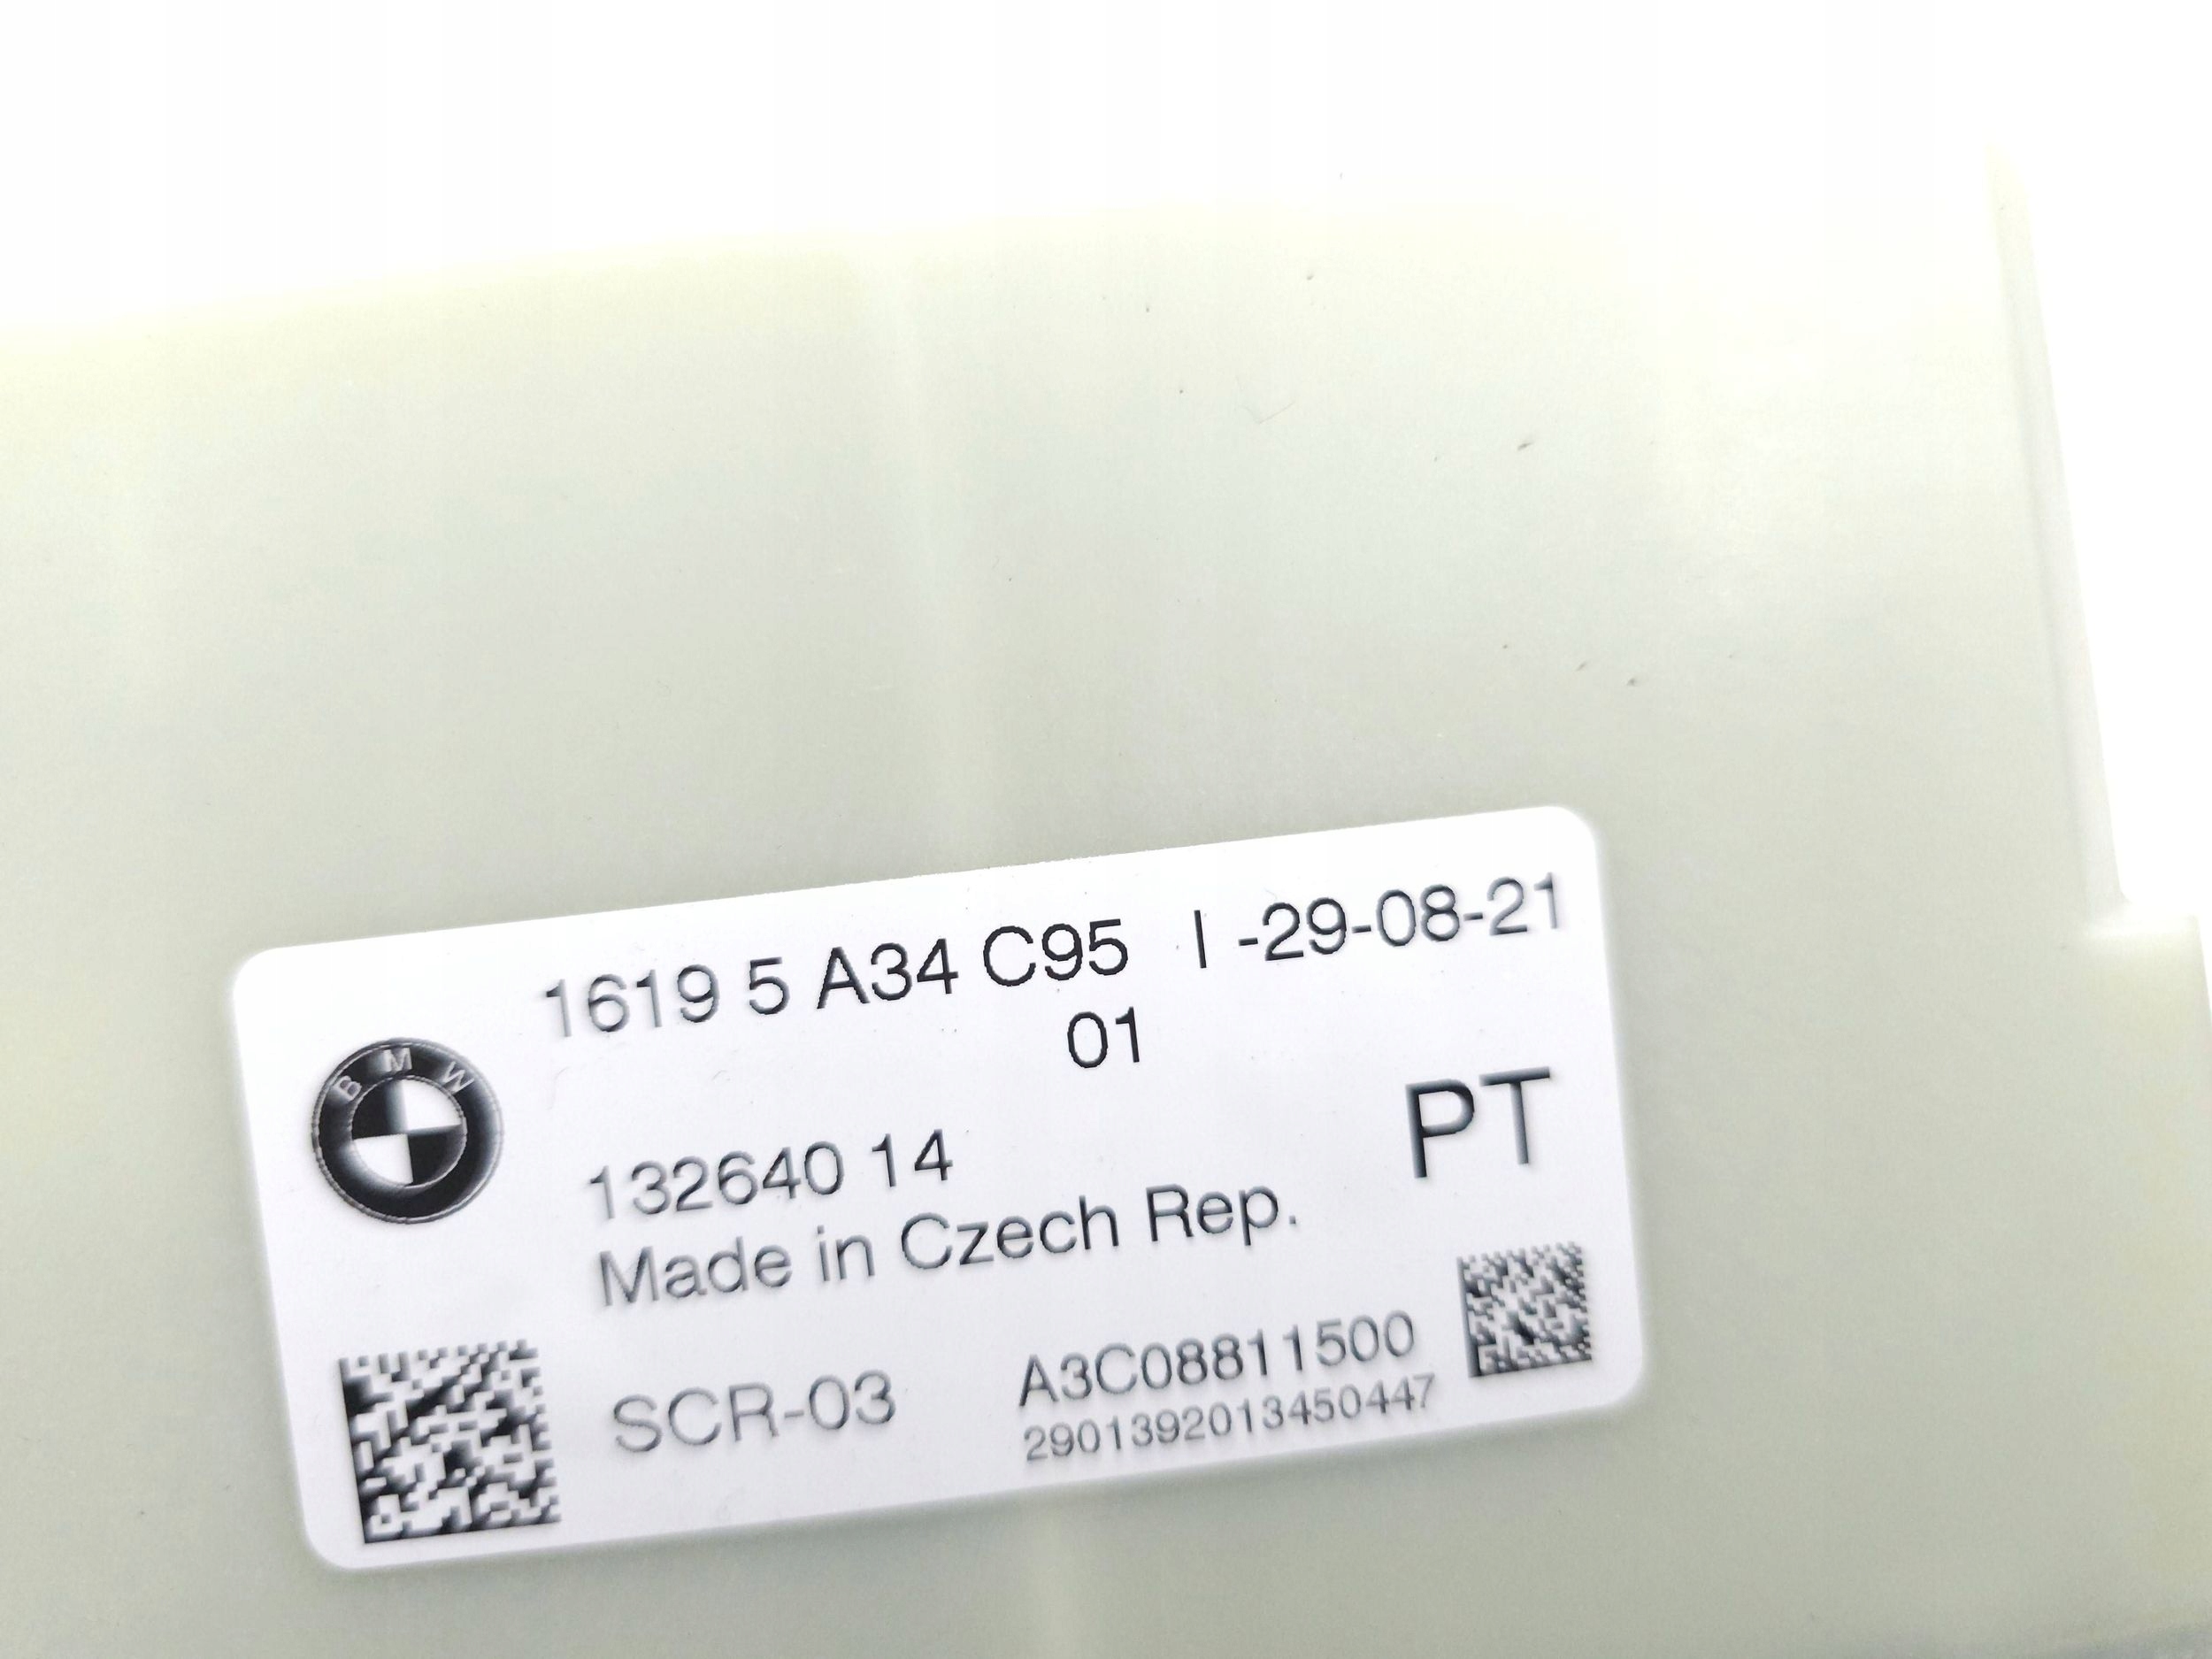 1619 5 A34 C95 I -29-08-21
01
BMW
PT
132640 14
Made in Czech Rep.
SCR-03
A3C08811500
2901392013450447